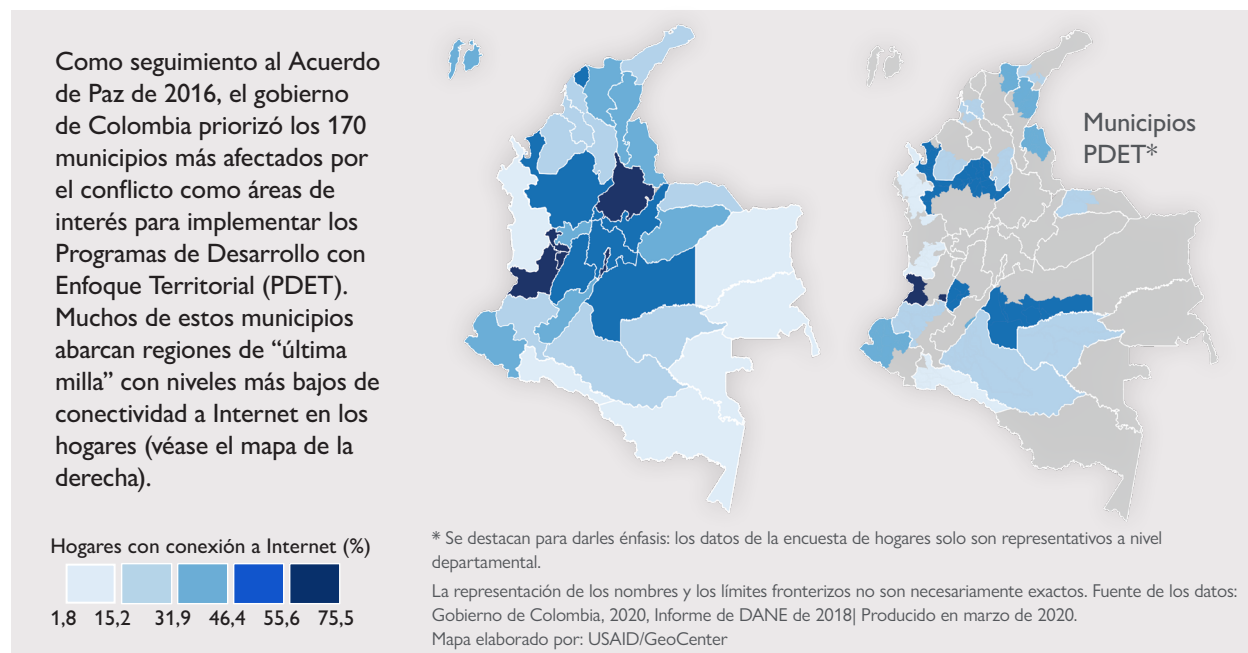 Como seguimiento al Acuerdo
de Paz de 2016, el gobierno
de Colombia priorizó los 170
municipios más afectados por
el conflicto como áreas de
interés para implementar los
Programas de Desarrollo con
Enfoque Territorial (PDET).
Muchos de estos municipios
abarcan regiones de “última
milla” con niveles más bajos de
conectividad a Internet en los
hogares (véase el mapa de la
derecha).
Hogares con conexión a Internet (%)
1,8 15,2 31,9 46,4 55,6 75,5
Municipios
PDET*
* Se destacan para darles énfasis: los datos de la encuesta de hogares solo son representativos a nivel
departamental.
La representación de los nombres y los límites fronterizos no son necesariamente exactos. Fuente de los datos:
Gobierno de Colombia, 2020, Informe de DANE de 2018| Producido en marzo de 2020.
Mapa elaborado por: USAID/GeoCenter